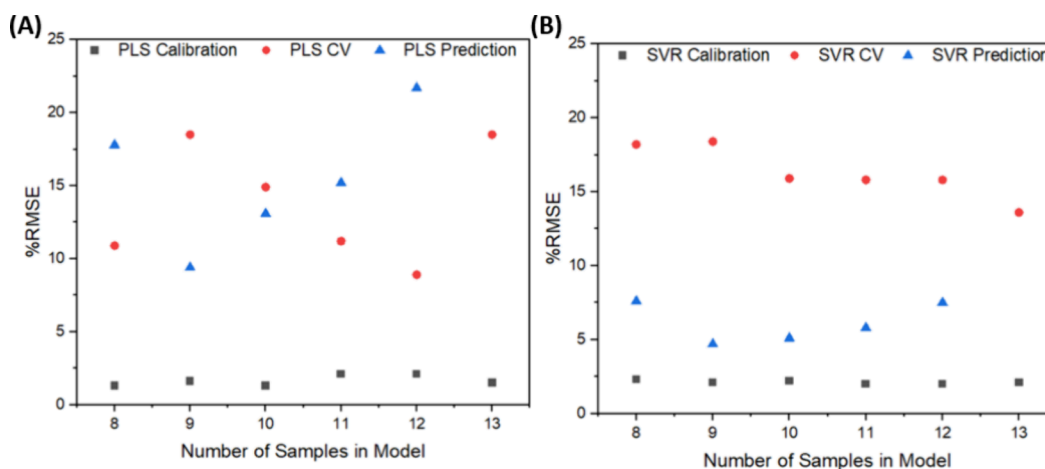 (A)
25
PLS Calibration PLS CV PLS Prediction
20
15
10
5
0
%RMSE
8 9 10 11 12 13
Number of Samples in Model
(B)
25
SVR Calibration SVR CV SVR Prediction
20
15
10
5
0
%RMSE
8 9 10 11 12 13
Number of Samples in Model